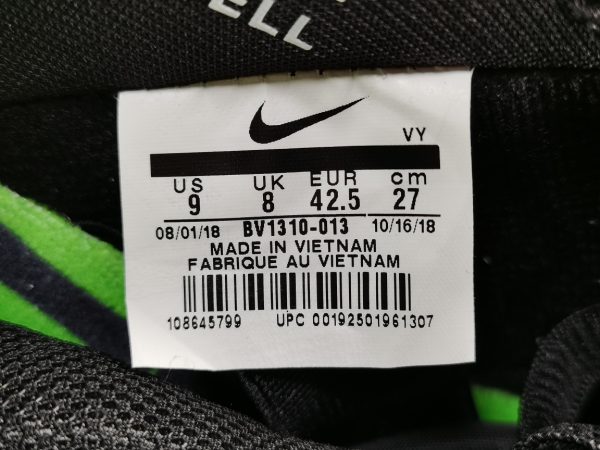 ELL
VY
US UK EUR cm
9 8 42.5 27
08/01/18 BV1310-013 10/16/18
MADE IN VIETNAM
FABRIQUE AU VIETNAM
108645799 UPC 00192501961307